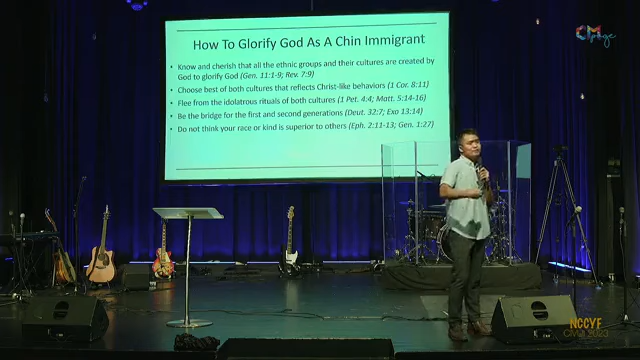 CM
How To Glorify God As A Chin Immigrant
• Know and cherish that all the ethnic groups and their cultures are created by
God to glorify God (Gen. 11:1-9; Rev. 7:9)
• Choose best of both cultures that reflects Christ-like behaviors (1 Cor. 8:11)
• Flee from the idolatrous rituals of both cultures (1 Pet. 4:4; Matt. 5:14-16)
• Be the bridge for the first and second generations (Deut. 32:7; Exo 13:14)
• Do not think your race or kind is superior to others (Eph. 2:11-13; Gen. 1:27)
NCCYF
2023